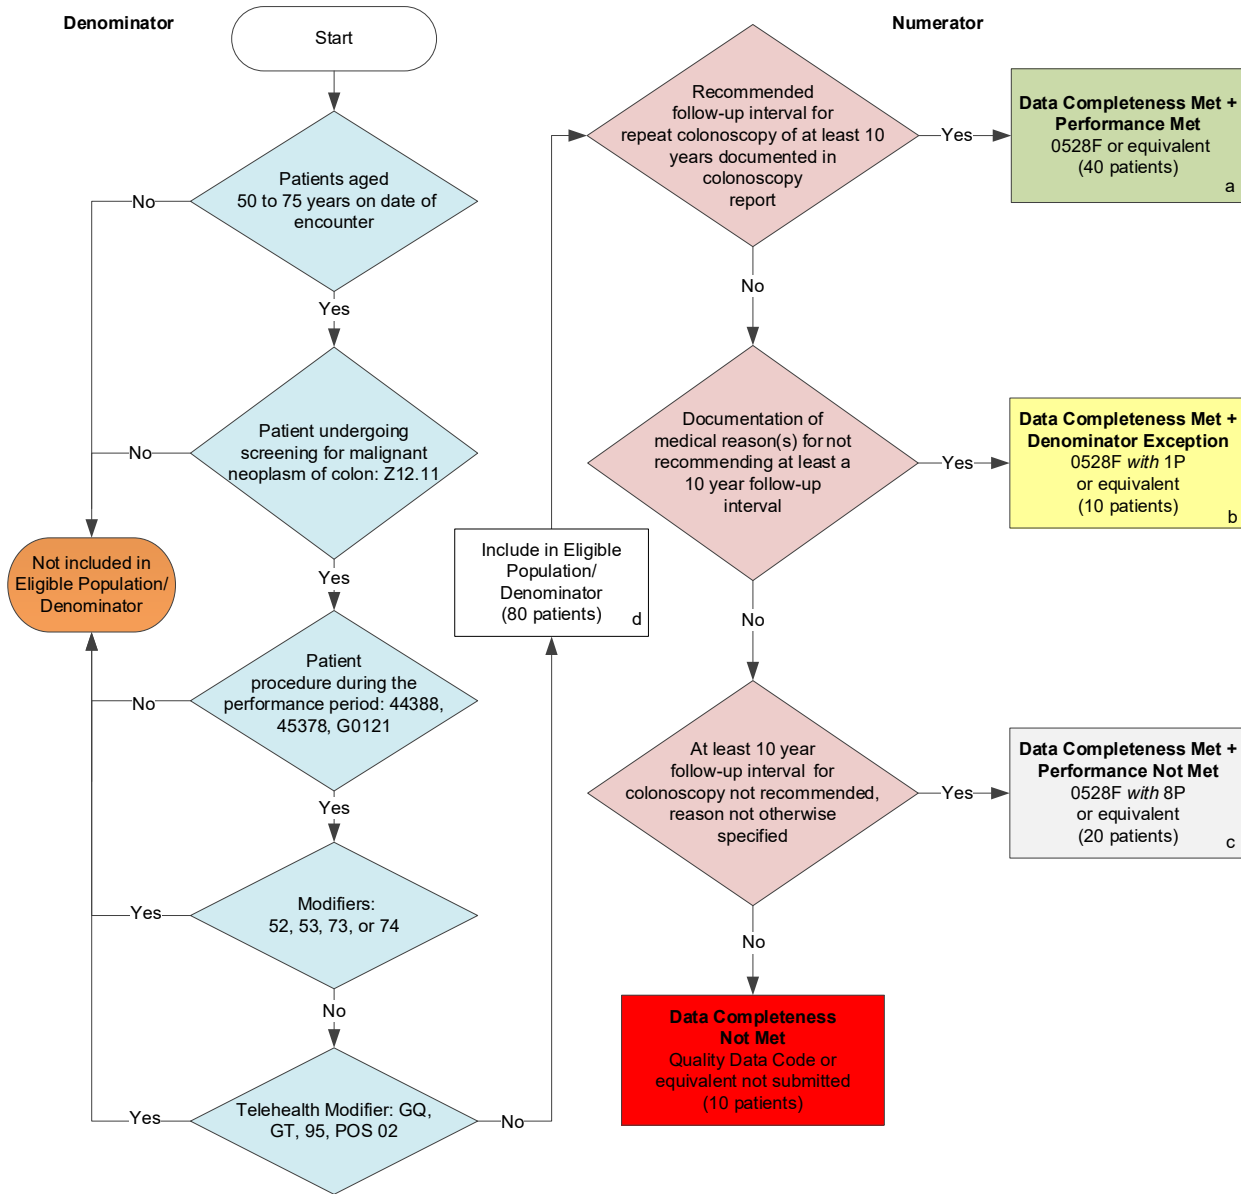 Denominator
Start
Patients aged
50 to 75 years on date of
encounter
No
Yes
Patient undergoing
screening for malignant
neoplasm of colon: Z12.11
No
Not included in
Eligible Population/
Denominator
Yes
Patient
procedure during the
performance period: 44388,
45378, G0121
No
Yes
Modifiers:
52, 53, 73, or 74
Yes
No
Telehealth Modifier: GQ,
GT, 95, POS 02
Yes
No
Include in Eligible
Population/
Denominator
(80 patients)
d
Numerator
Recommended
follow-up interval for
repeat colonoscopy of at least 10
years documented in
colonoscopy
report
Yes
Data Completeness Met +
Performance Met
0528F or equivalent
(40 patients)
a
No
Documentation of
medical reason(s) for not
recommending at least a
10 year follow-up
interval
Yes
Data Completeness Met +
Denominator Exception
0528F with 1P
or equivalent
(10 patients)
b
No
At least 10 year
follow-up interval for
colonoscopy not recommended,
reason not otherwise
specified
Yes
Data Completeness Met +
Performance Not Met
0528F with 8P
or equivalent
(20 patients)
c
No
Data Completeness
Not Met
Quality Data Code or
equivalent not submitted
(10 patients)